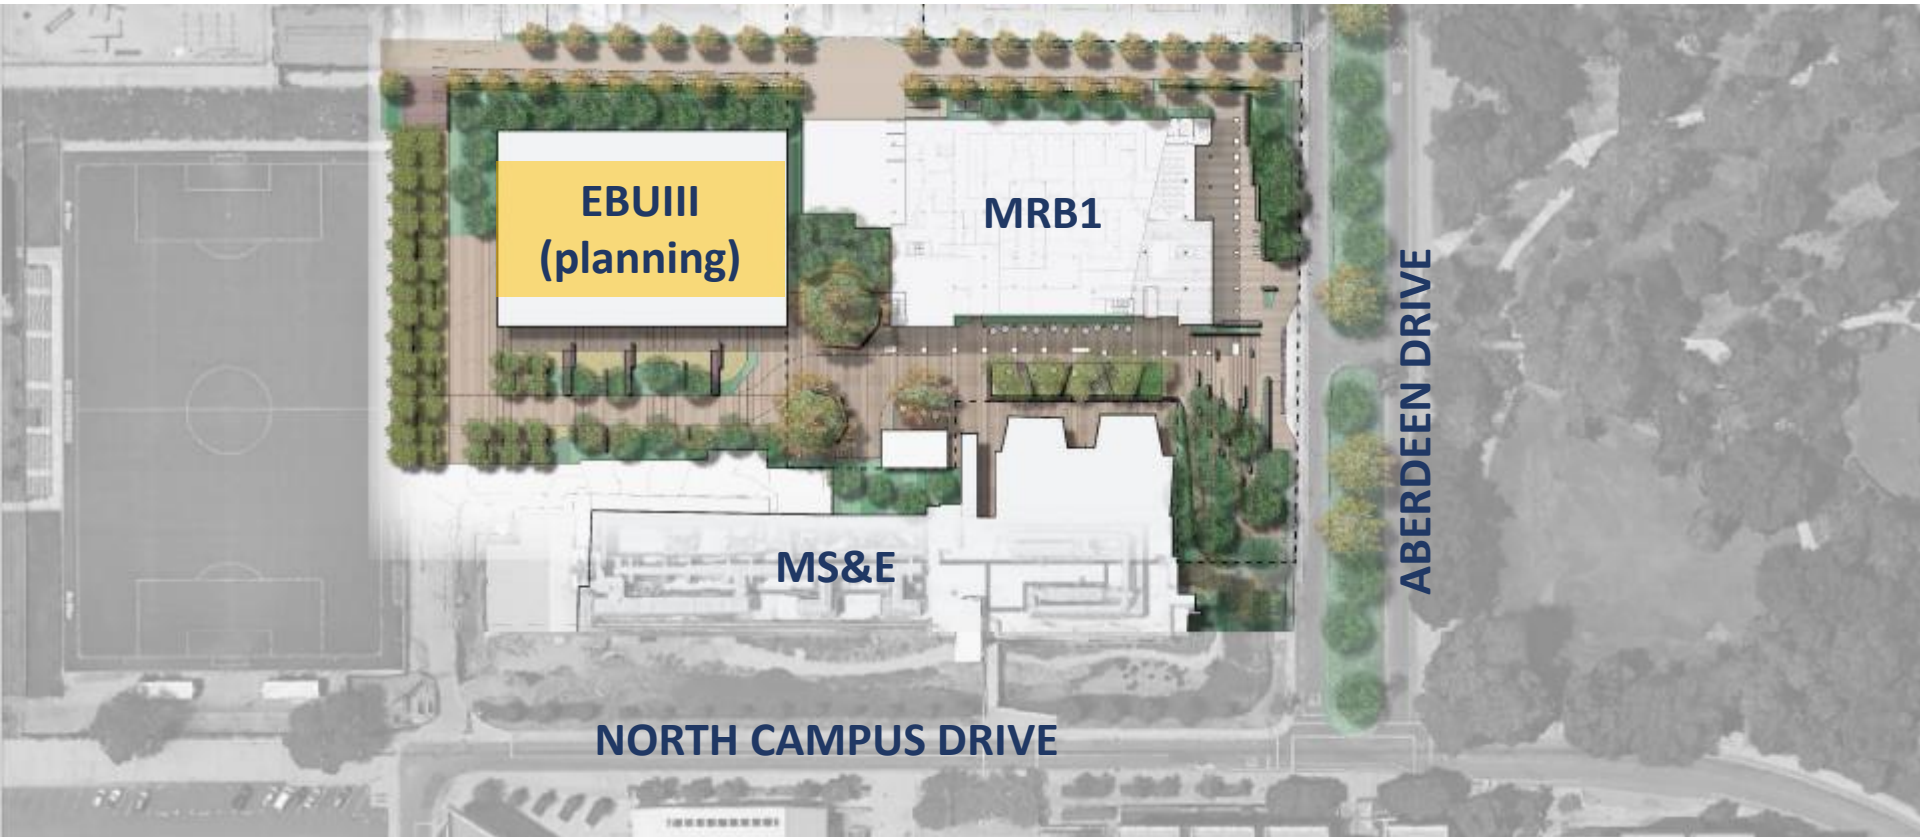 EBUIII
(planning)
MRB1
ABERDEEN DRIVE
MS&E
NORTH CAMPUS DRIVE